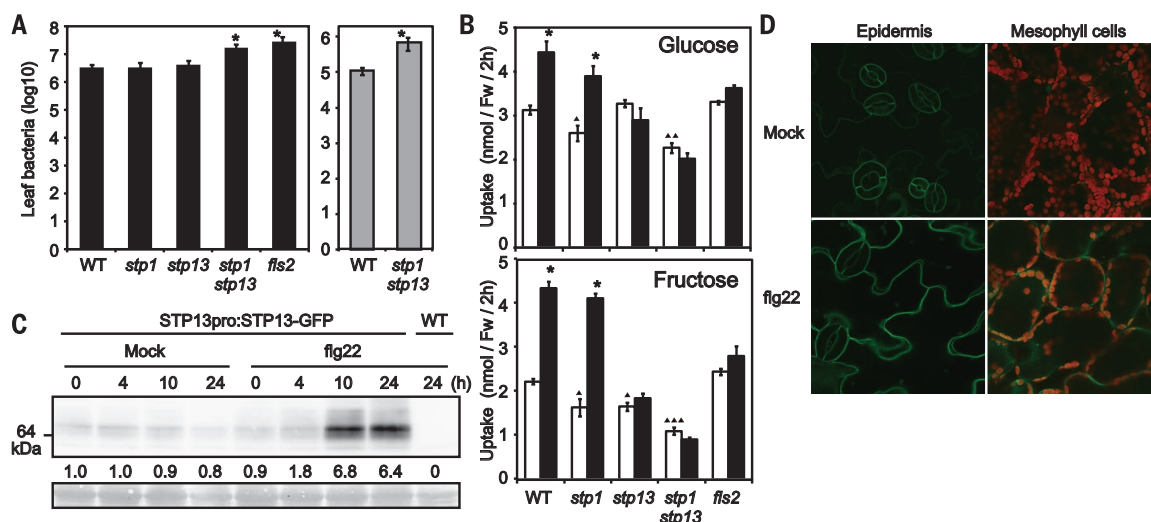 A
Leaf bacteria (log10)
8
7
6
5
4
3
2
1
0
* *
WT stp1 stp13 stp1 stp13 fls2
6
5
4
3
2
1
0
*
WT stp1 stp13
B
Glucose
Uptake (nmol / Fw / 2h)
5
4
3
2
1
0
* *
▲ ▲▲
Fructose
Uptake (nmol / Fw / 2h)
5
4
3
2
1
0
* *
▲ ▲ ▲▲▲
WT stp1 stp13 stp1 stp13 fls2
C
STP13pro:STP13-GFP WT
Mock flg22
0 4 10 24 0 4 10 24 24 (h)
64 kDa
1.0 1.0 0.9 0.8 0.9 1.8 6.8 6.4 0
D
Epidermis Mesophyll cells
Mock
flg22